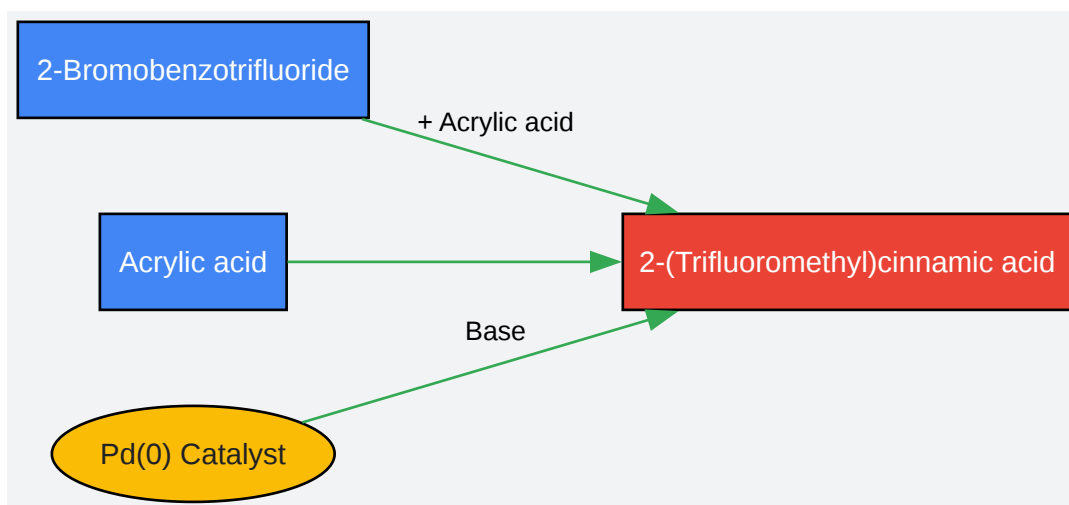 2-Bromobenzotrifluoride
+ Acrylic acid
Acrylic acid
2-(Trifluoromethyl)cinnamic acid
Base
Pd(0) Catalyst